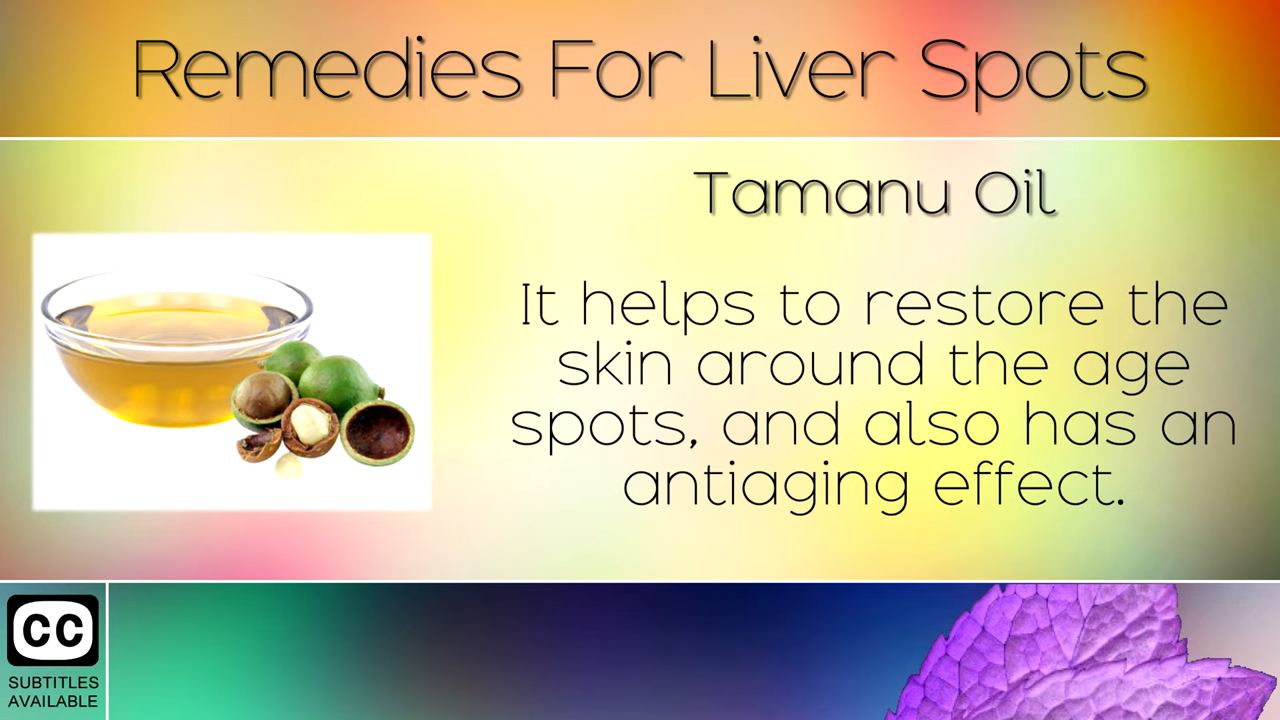 Remedies For Liver Spots
Tamanu Oil
It helps to restore the
skin around the age
spots, and also has an
antiaging effect.
CC
SUBTITLES
AVAILABLE